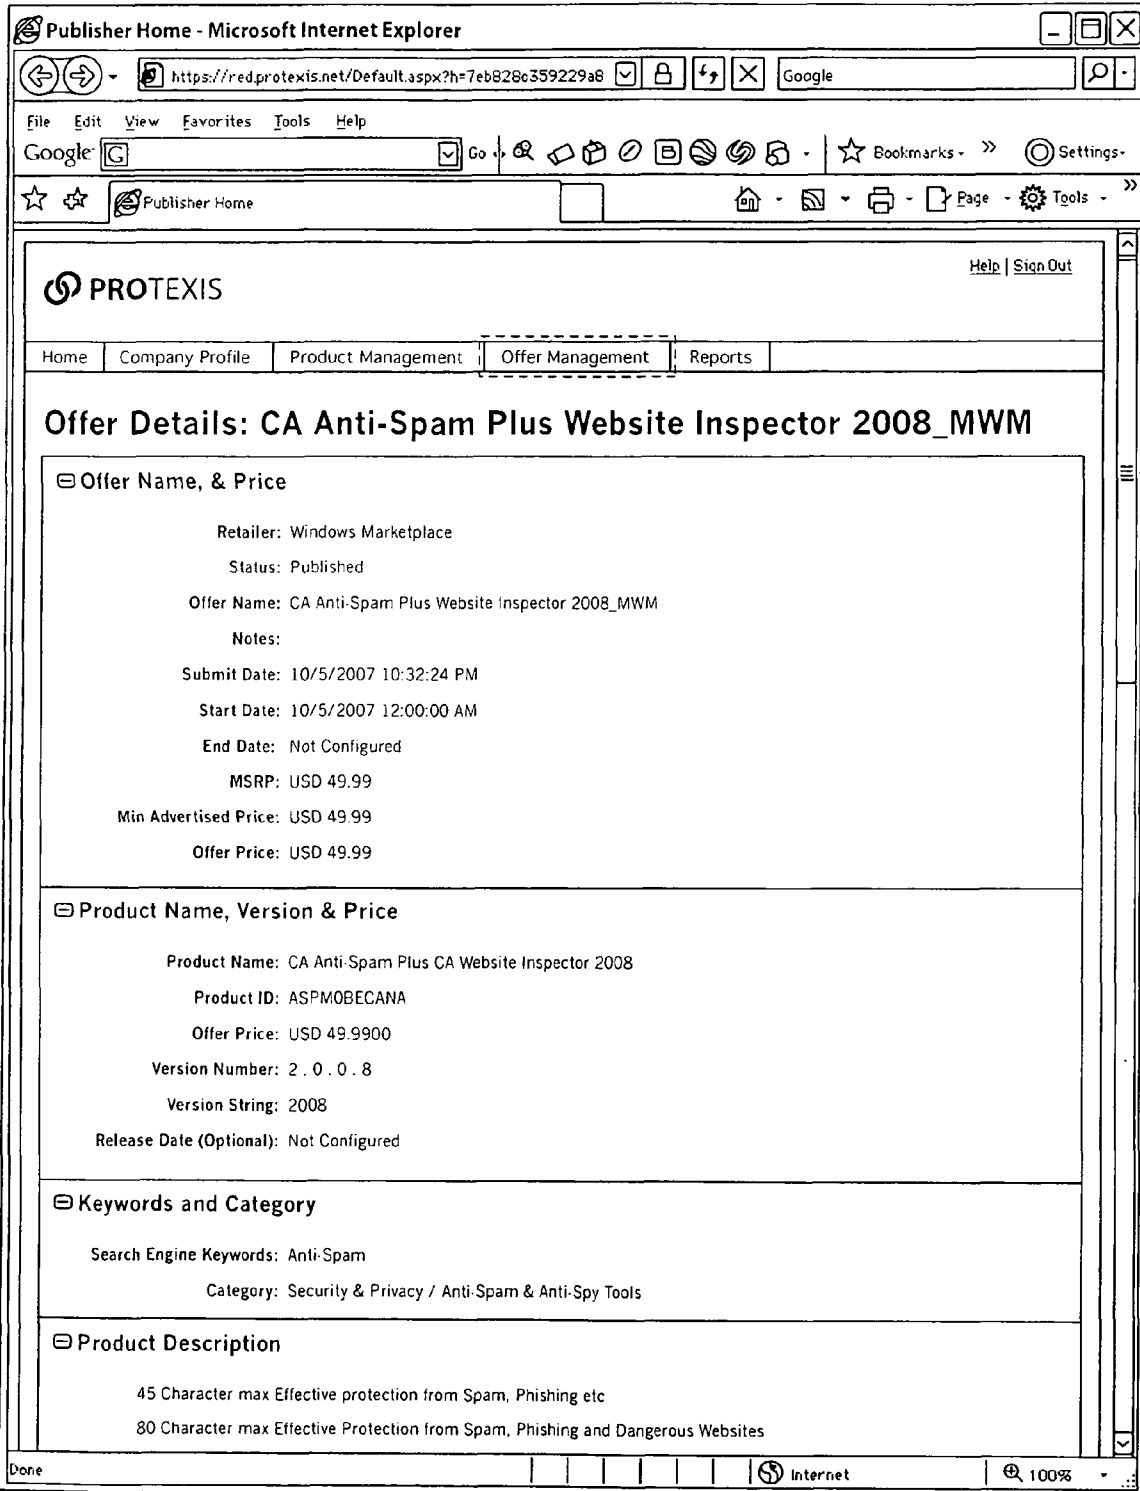 Publisher Home - Microsoft Internet Explorer
https://red.protexis.net/Default.aspx?h=7eb828c359229a8 Google
File Edit View Favorites Tools Help
Google G Go Bookmarks - » Settings-
Publisher Home Page - Tools - »
Help | Sign Out
PROTEXIS
Home Company Profile Product Management Offer Management Reports
Offer Details: CA Anti-Spam Plus Website Inspector 2008_MWM
Offer Name, & Price
Retailer: Windows Marketplace
Status: Published
Offer Name: CA Anti-Spam Plus Website Inspector 2008_MWM
Notes:
Submit Date: 10/5/2007 10:32:24 PM
Start Date: 10/5/2007 12:00:00 AM
End Date: Not Configured
MSRP: USD 49.99
Min Advertised Price: USD 49.99
Offer Price: USD 49.99
Product Name, Version & Price
Product Name: CA Anti-Spam Plus CA Website Inspector 2008
Product ID: ASPM0BECANA
Offer Price: USD 49.9900
Version Number: 2 . 0 . 0 . 8
Version String: 2008
Release Date (Optional): Not Configured
Keywords and Category
Search Engine Keywords: Anti-Spam
Category: Security & Privacy / Anti-Spam & Anti-Spy Tools
Product Description
45 Character max Effective protection from Spam, Phishing etc
80 Character max Effective Protection from Spam, Phishing and Dangerous Websites
Done Internet 100%